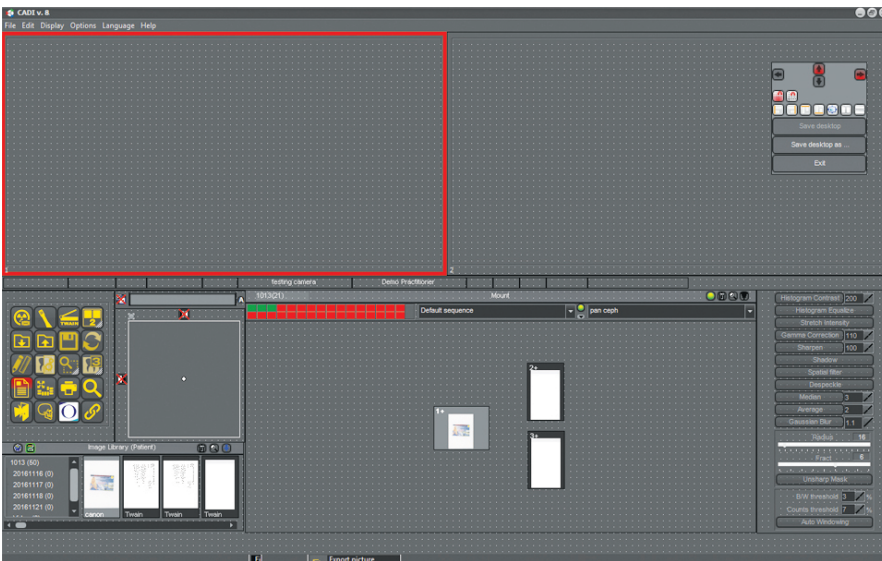 CADI v. 8
File Edit Display Options Language Help
Save desktop
Save desktop as ...
Exit
1
2
testing camera
Demo Practitioner
1013(21)
Mount
A
Default sequence
pan ceph
TWAIN
2
1+
2+
3+
Image Library (Patient)
1013 (50)
20161116 (0)
20161117 (0)
20161118 (0)
20161121 (0)
canon
Twain
Twain
Twain
Histogram Contrast 200
Histogram Equalize
Stretch Intensity
Gamma Correction 110
Sharpen 100
Shadow
Spatial filter
Despeckle
Median 3
Average 2
Gaussian Blur 1.1
Radius 16
Fract 6
Unsharp Mask
B/W threshold 3 %
Counts threshold 7 %
Auto Windowing
Export picture